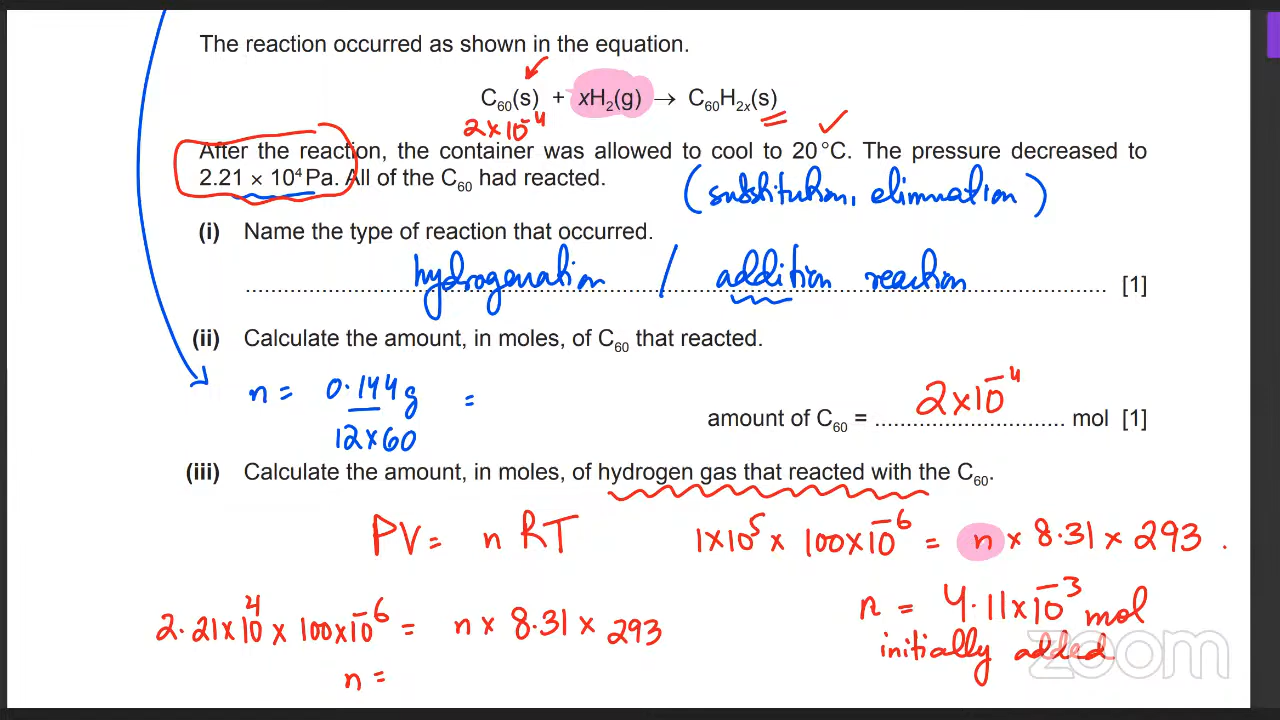 The reaction occurred as shown in the equation.
C₆₀(s) + xH₂(g) → C₆₀H₂ₓ(s)
2×10⁻⁴
After the reaction, the container was allowed to cool to 20 °C. The pressure decreased to
2.21 × 10⁴ Pa. All of the C₆₀ had reacted.
(substitution, elimination)
(i) Name the type of reaction that occurred.
hydrogenation / addition reaction [1]
(ii) Calculate the amount, in moles, of C₆₀ that reacted.
n = 0.144g / 12×60 =
amount of C₆₀ = 2×10⁻⁴ mol [1]
(iii) Calculate the amount, in moles, of hydrogen gas that reacted with the C₆₀.
PV = nRT
1×10⁵ × 100×10⁻⁶ = n × 8.31 × 293.
n = 4.11×10⁻³ mol
initially added
2.21×10⁴ × 100×10⁻⁶ = n × 8.31 × 293
n =
zoom